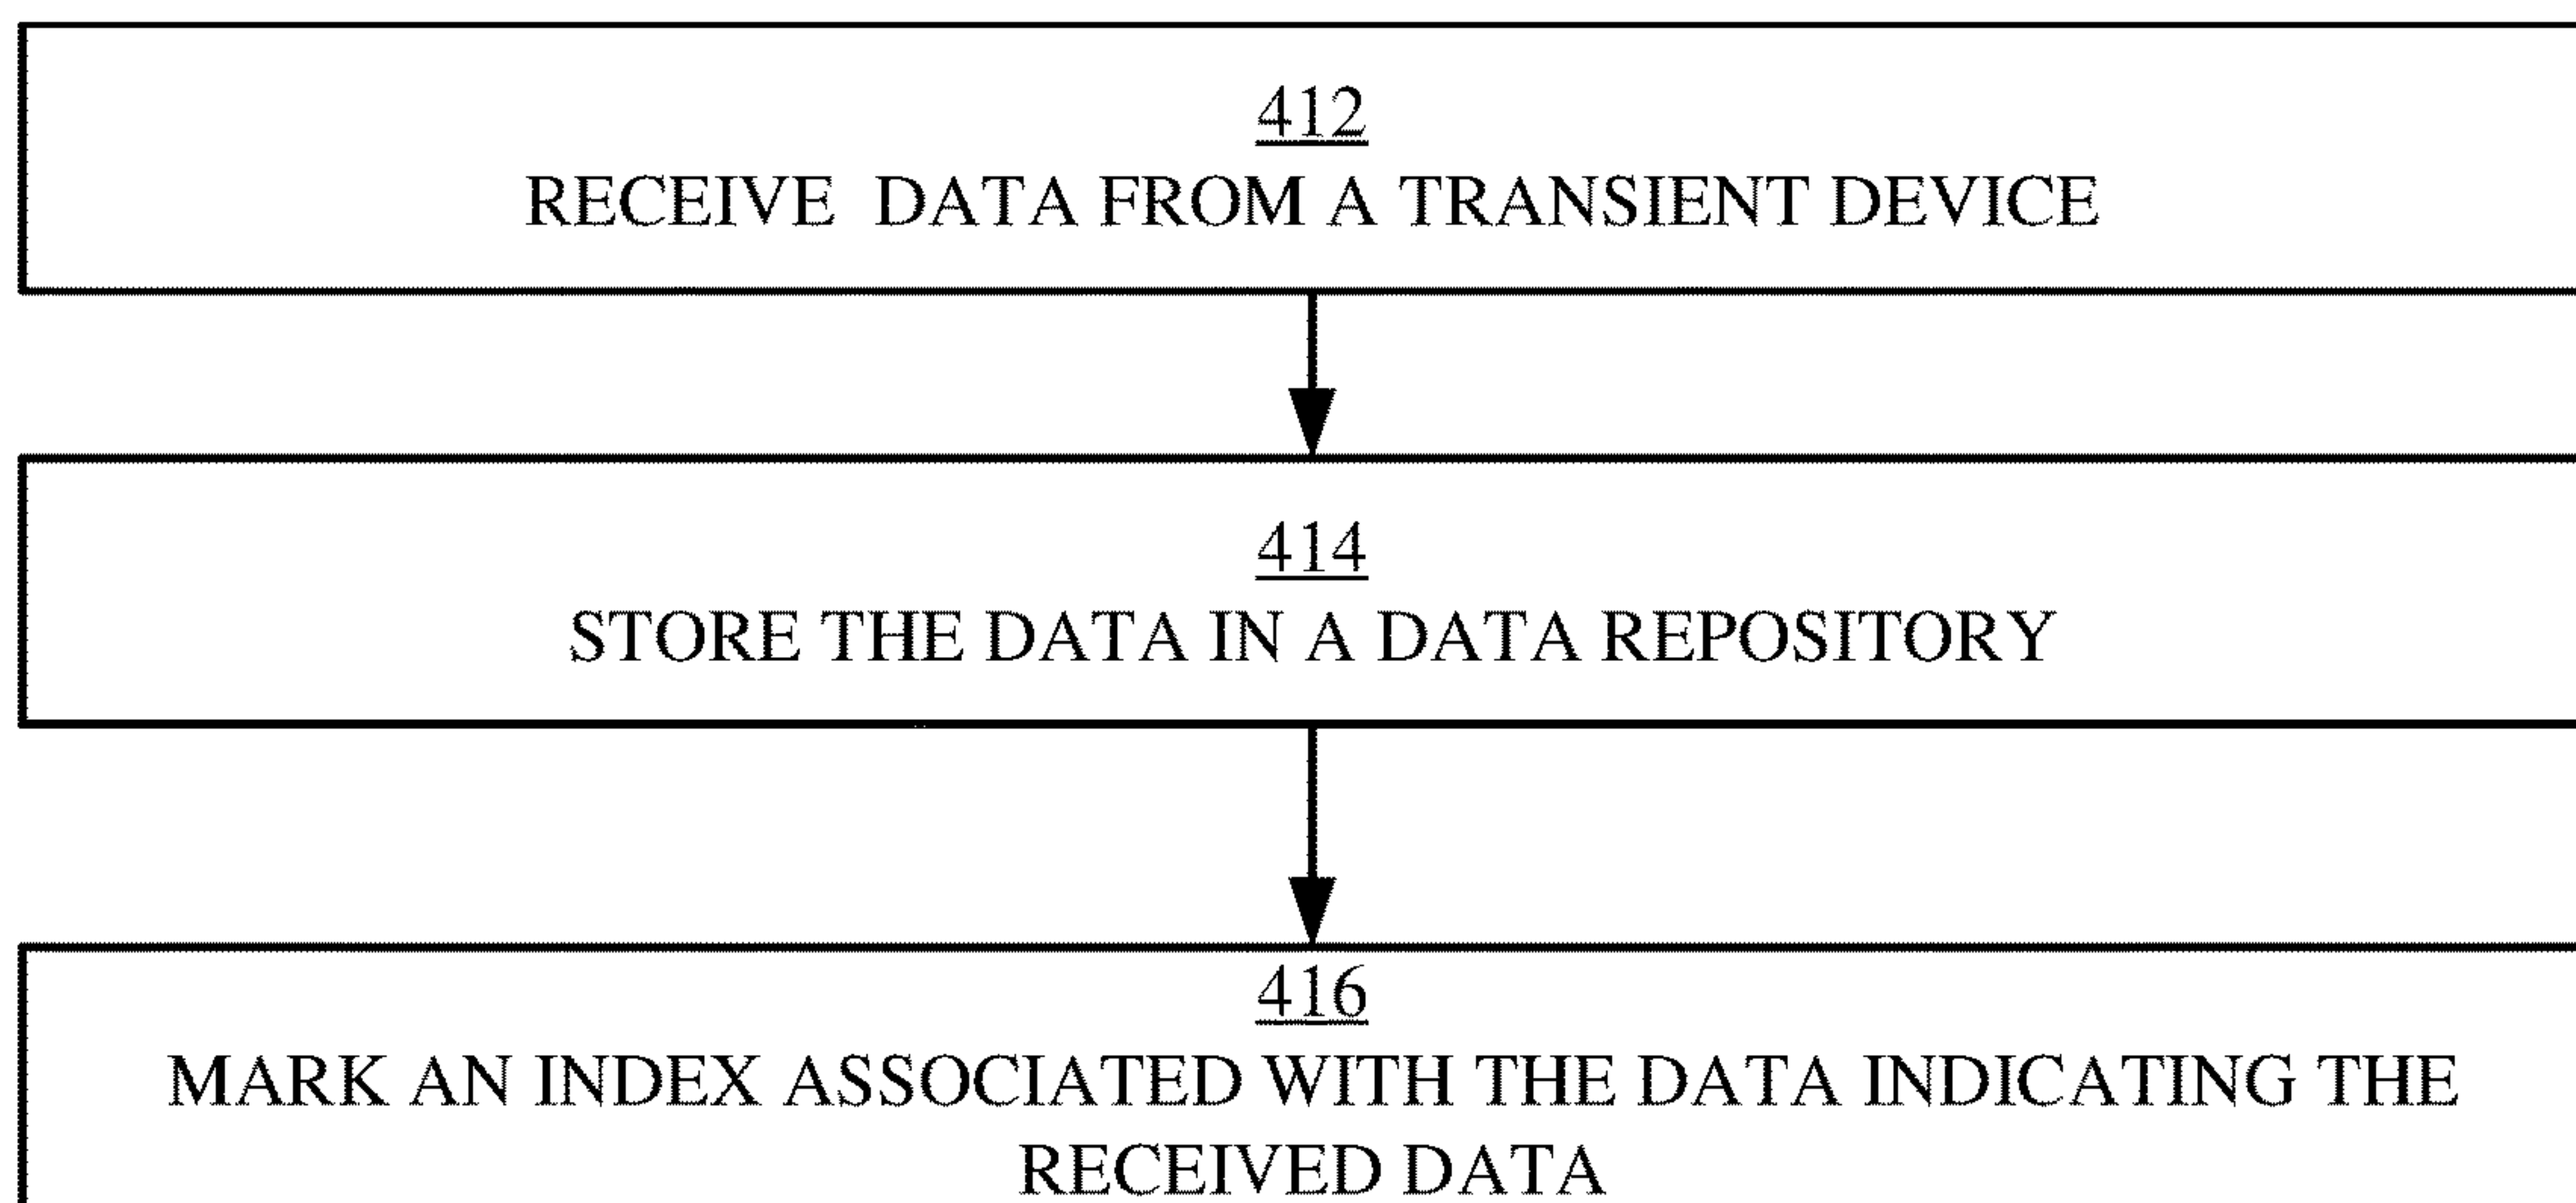 412
RECEIVE DATA FROM A TRANSIENT DEVICE
414
STORE THE DATA IN A DATA REPOSITORY
416
MARK AN INDEX ASSOCIATED WITH THE DATA INDICATING THE
RECEIVED DATA